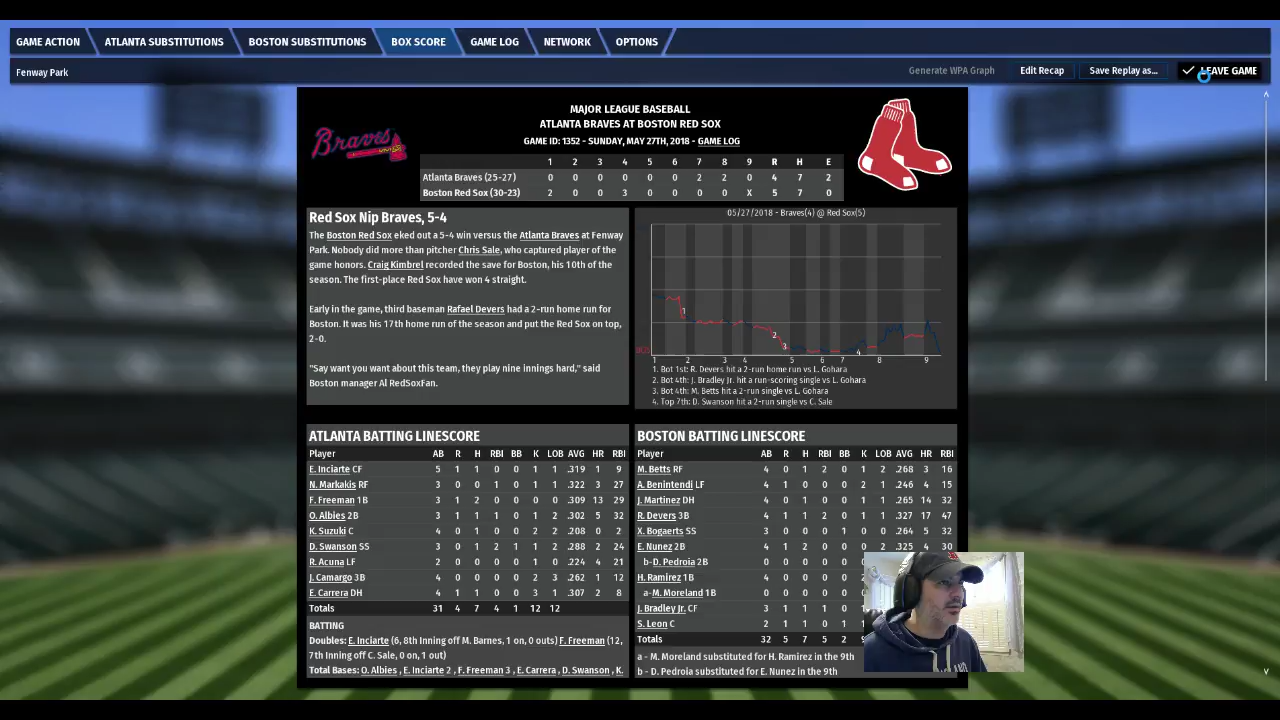 GAME ACTION ATLANTA SUBSTITUTIONS BOSTON SUBSTITUTIONS BOX SCORE GAME LOG NETWORK OPTIONS
Fenway Park Generate WPA Graph Edit Recap Save Replay as... LEAVE GAME
MAJOR LEAGUE BASEBALL
ATLANTA BRAVES AT BOSTON RED SOX
GAME ID: 1352 - SUNDAY, MAY 27TH, 2018 - GAME LOG
Braves
1 2 3 4 5 6 7 8 9 R H E
Atlanta Braves (25-27) 0 0 0 0 0 0 2 2 0 4 7 2
Boston Red Sox (30-23) 2 0 0 3 0 0 0 0 X 5 7 0
Red Sox Nip Braves, 5-4
The Boston Red Sox eked out a 5-4 win versus the Atlanta Braves at Fenway
Park. Nobody did more than pitcher Chris Sale, who captured player of the
game honors. Craig Kimbrel recorded the save for Boston, his 10th of the
season. The first-place Red Sox have won 4 straight.
Early in the game, third baseman Rafael Devers had a 2-run home run for
Boston. It was his 17th home run of the season and put the Red Sox on top,
2-0.
"Say want you want about this team, they play nine innings hard," said
Boston manager Al RedSoxFan.
05/27/2018 - Braves(4) @ Red Sox(5)
1
2
3
4
BOS
1 2 3 4 5 6 7 8 9
1. Bot 1st: R. Devers hit a 2-run home run vs L. Gohara
2. Bot 4th: J. Bradley Jr. hit a run-scoring single vs L. Gohara
3. Bot 4th: M. Betts hit a 2-run single vs L. Gohara
4. Top 7th: D. Swanson hit a 2-run single vs C. Sale
ATLANTA BATTING LINESCORE
Player AB R H RBI BB K LOB AVG HR RBI
E. Inciarte CF 5 1 1 1 0 1 1 .319 1 9
N. Markakis RF 3 0 0 1 0 1 1 .322 3 27
F. Freeman 1B 3 1 2 0 0 0 0 .309 13 29
O. Albies 2B 3 1 1 1 0 1 2 .302 5 32
K. Suzuki C 4 0 1 0 0 2 2 .208 0 2
D. Swanson SS 3 0 1 2 1 1 2 .288 2 24
R. Acuna LF 2 0 0 0 0 1 0 .224 4 21
J. Camargo 3B 4 0 0 0 0 2 3 .262 1 12
E. Carrera DH 4 1 1 0 0 3 1 .307 2 8
Totals 31 4 7 4 1 12 12
BATTING
Doubles: E. Inciarte (6, 8th Inning off M. Barnes, 1 on, 0 outs) F. Freeman (12,
7th Inning off C. Sale, 0 on, 1 out)
Total Bases: O. Albies , E. Inciarte 2 , F. Freeman 3 , E. Carrera , D. Swanson , K.
BOSTON BATTING LINESCORE
Player AB R H RBI BB K LOB AVG HR RBI
M. Betts RF 4 0 1 2 0 1 2 .268 3 16
A. Benintendi LF 4 1 0 0 0 2 1 .246 4 15
J. Martinez DH 4 0 1 0 0 1 1 .265 14 32
R. Devers 3B 4 1 1 2 0 0 1 .327 17 47
X. Bogaerts SS 3 0 0 0 1 0 0 .264 5 32
E. Nunez 2B 4 1 2 0 0 0 2 .325 4 30
b-D. Pedroia 2B 0 0 0 0 0
H. Ramirez 1B 4 0 0 0 0
a-M. Moreland 1B 0 0 0 0 0
J. Bradley Jr. CF 3 1 1 1 0
S. Leon C 2 1 1 0 1
Totals 32 5 7 5 2
a - M. Moreland substituted for H. Ramirez in the 9th
b - D. Pedroia substituted for E. Nunez in the 9th